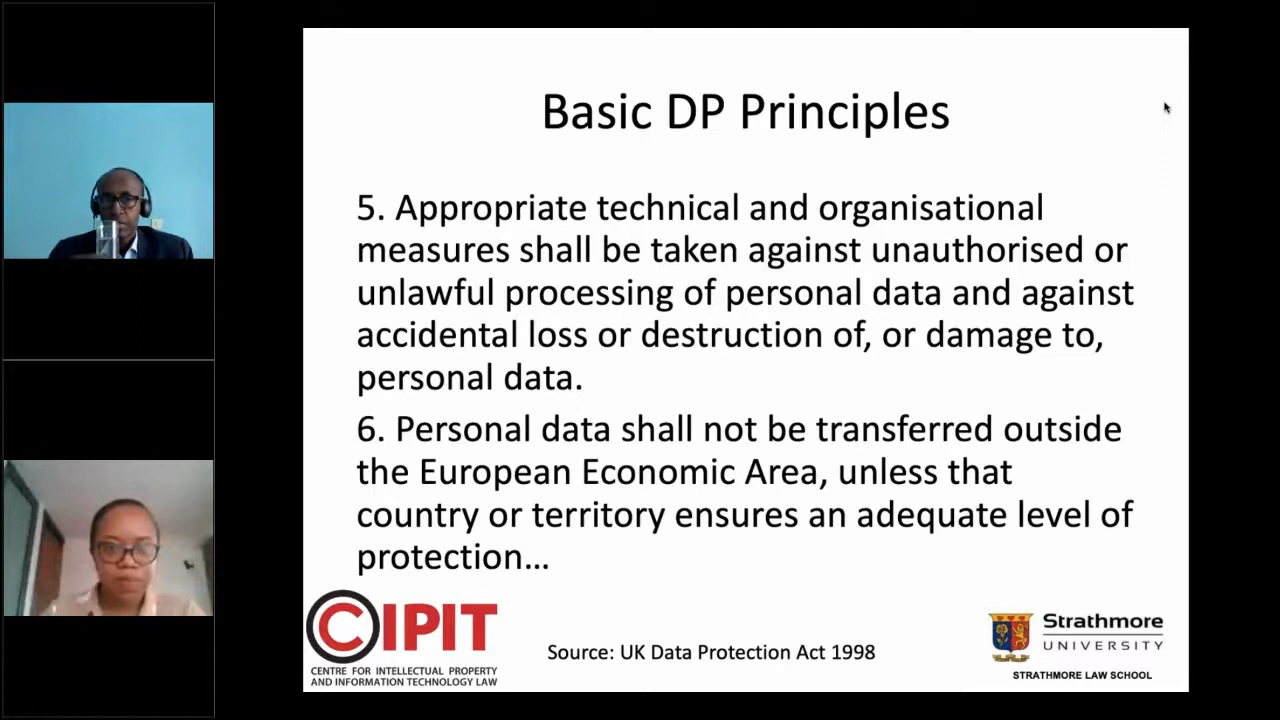 Basic DP Principles
5. Appropriate technical and organisational
measures shall be taken against unauthorised or
unlawful processing of personal data and against
accidental loss or destruction of, or damage to,
personal data.
6. Personal data shall not be transferred outside
the European Economic Area, unless that
country or territory ensures an adequate level of
protection…
CIPIT
CENTRE FOR INTELLECTUAL PROPERTY
AND INFORMATION TECHNOLOGY LAW
Source: UK Data Protection Act 1998
Strathmore
UNIVERSITY
STRATHMORE LAW SCHOOL